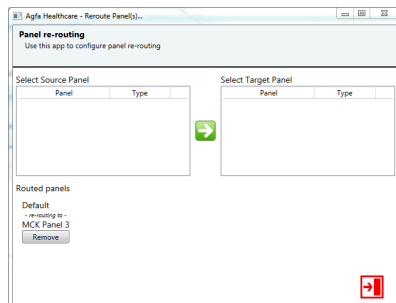 Agfa Healthcare - Reroute Panel(s)...
Panel re-routing
Use this app to configure panel re-routing
Select Source Panel
Select Target Panel
Panel Type
Panel Type
Routed panels
Default
- re-routing to -
MCK Panel 3
Remove